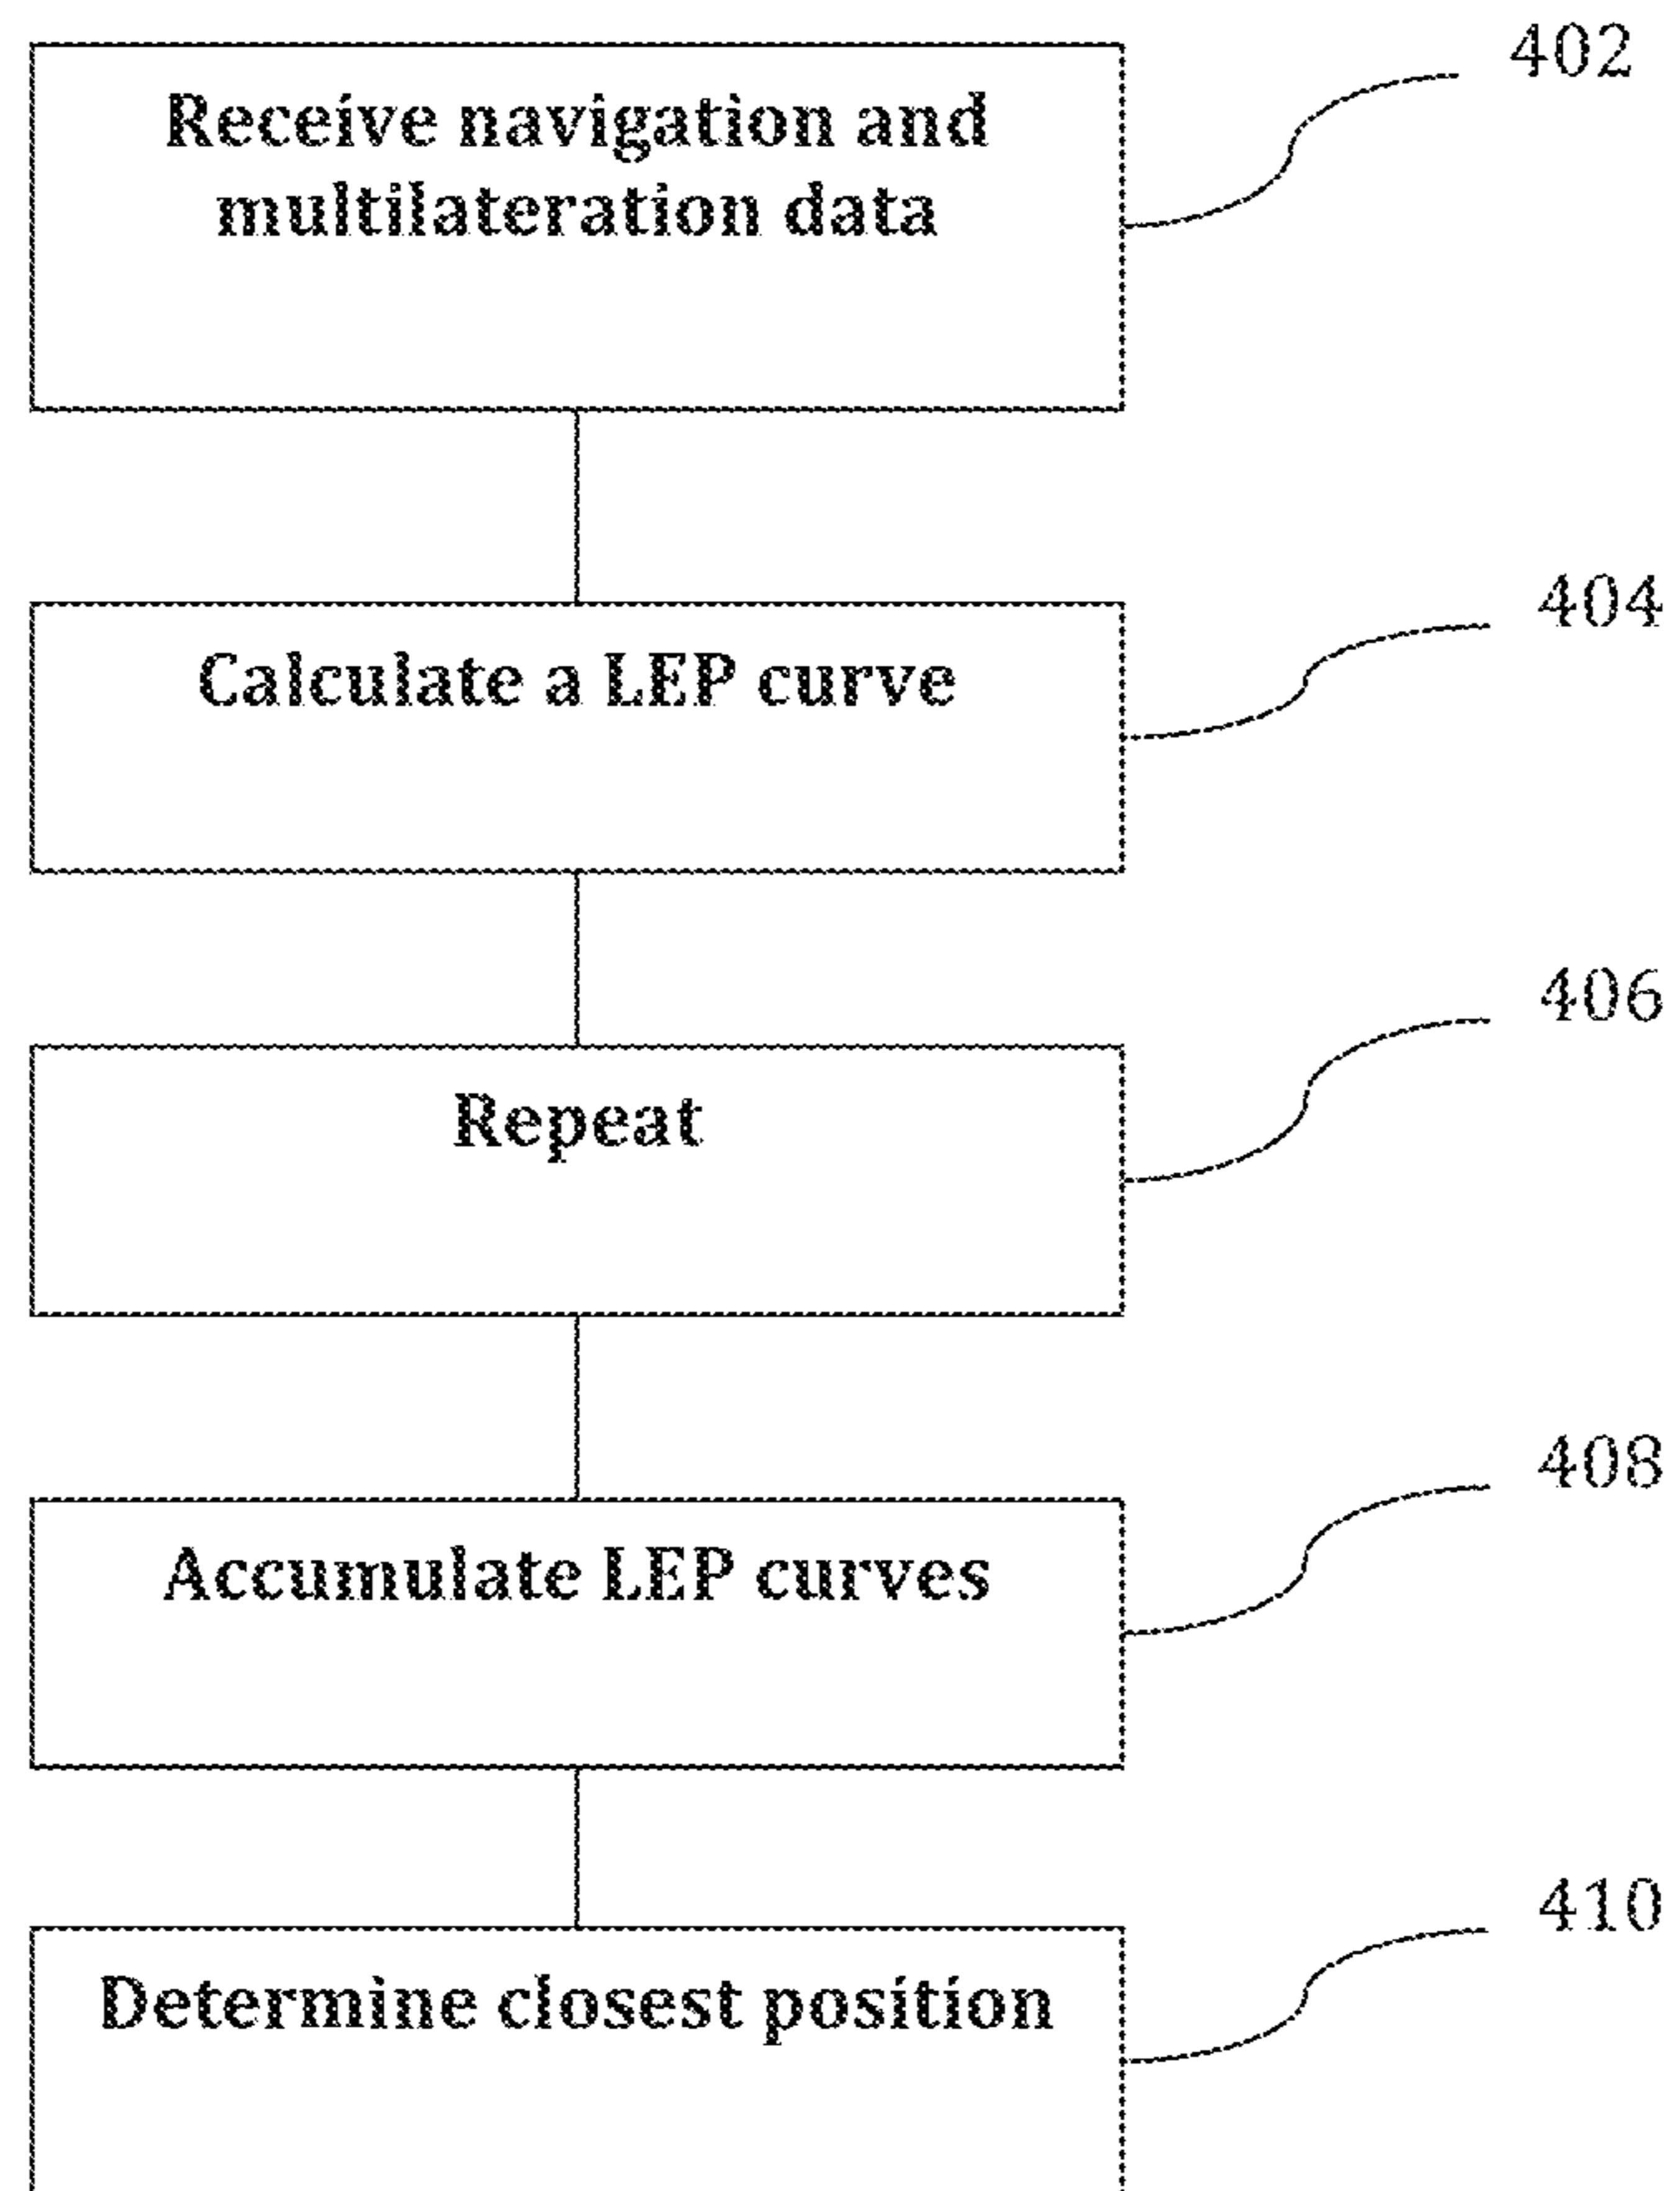 402
Receive navigation and
multilateration data
404
Calculate a LEP curve
406
Repeat
408
Accumulate LEP curves
410
Determine closest position